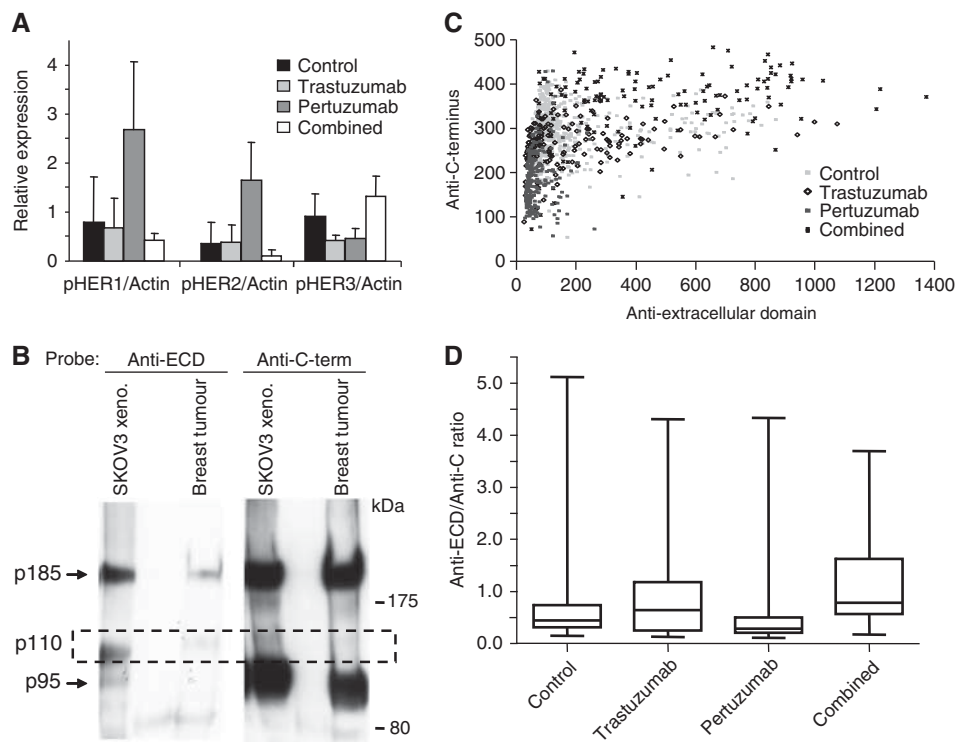 A
Relative expression
4
3
2
1
0
Control
Trastuzumab
Pertuzumab
Combined
pHER1/Actin pHER2/Actin pHER3/Actin
B Probe: Anti-ECD Anti-C-term
SKOV3 xeno.
Breast tumour
SKOV3 xeno.
Breast tumour
kDa
p185
175
p110
p95
80
C
Anti-C-terminus
500
400
300
200
100
0
Control
Trastuzumab
Pertuzumab
Combined
0 200 400 600 800 1000 1200 1400
Anti-extracellular domain
D
Anti-ECD/Anti-C ratio
5.0
4.0
3.0
2.0
1.0
0.0
Control
Trastuzumab
Pertuzumab
Combined